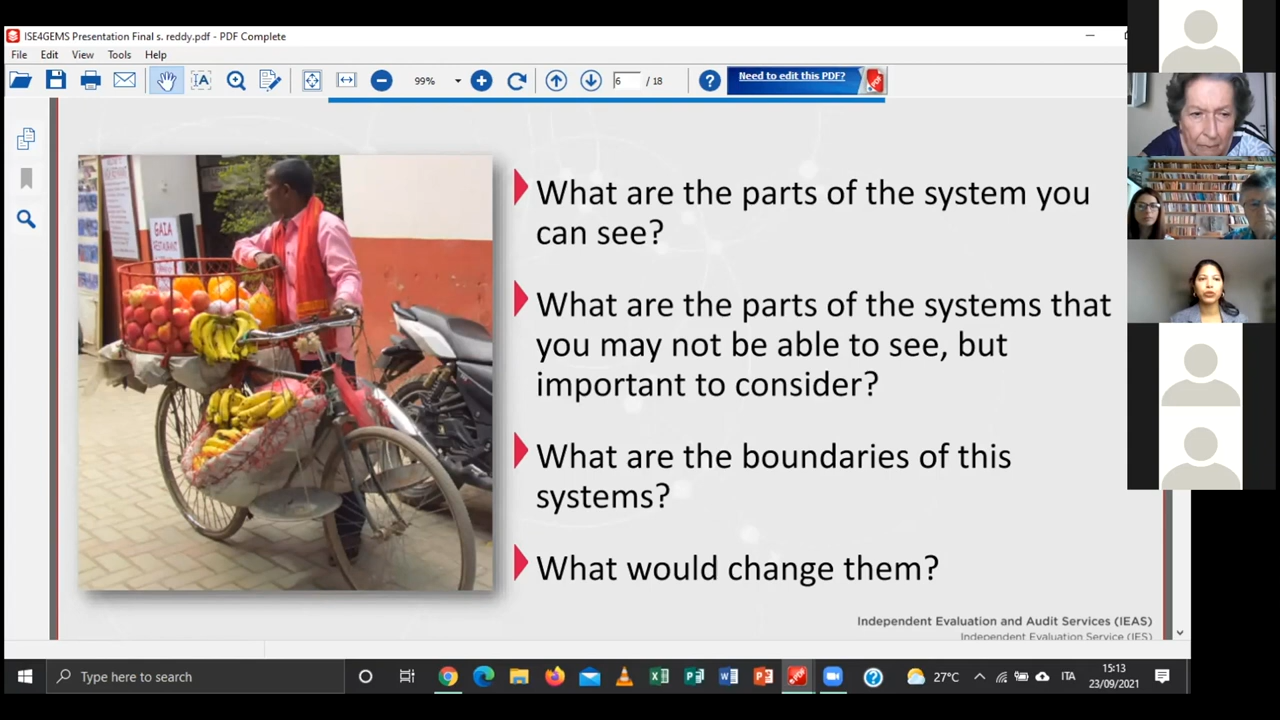 ISE4GEMS Presentation Final s. reddy.pdf - PDF Complete
File Edit View Tools Help
99% 6 / 18 Need to edit this PDF?
GAIA
RESTAURANT
What are the parts of the system you
can see?
What are the parts of the systems that
you may not be able to see, but
important to consider?
What are the boundaries of this
systems?
What would change them?
Independent Evaluation and Audit Services (IEAS)
Independent Evaluation Service (IES)
Type here to search
27°C
ITA
15:13
23/09/2021